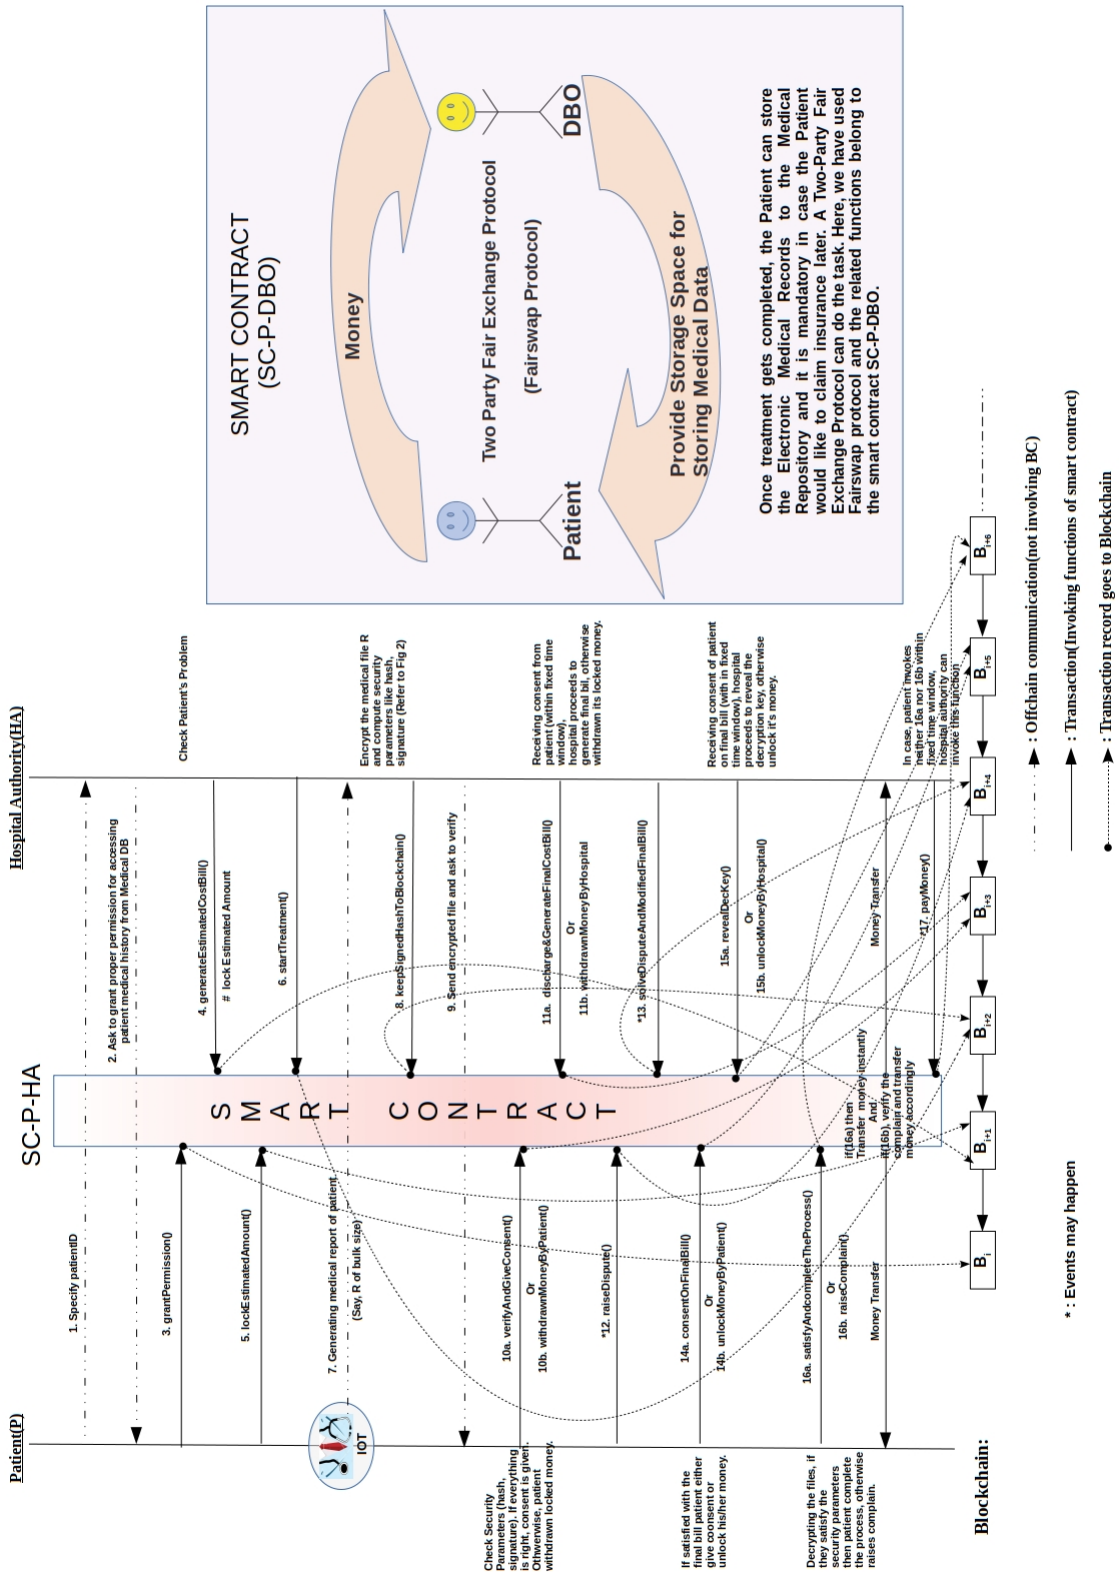 Patient(P)
SC-P-HA
Hospital Authority(HA)
1. Specify patientID
2. Ask to grant proper permission for accessing
patient medical history from Medical DB
3. grantPermission()
Check Patient's Problem
4. generateEstimatedCostBill()
# lock Estimated Amount
5. lockEstimatedAmount()
6. startTreatment()
7. Generating medical report of patient.
(Say, R of bulk size)
IOT
Encrypt the medical file R
and compute security
parameters like hash,
signature (Refer to Fig 2)
8. keepSignedHashToBlockchain()
9. Send encrypted file and ask to verify
SMART CONTRACT
Check Security
Parameters (hash,
signature). If everything
is right, consent is given.
Othwerwise, patient
withdrawn locked money.
10a. verifyAndGiveConsent()
Or
10b. withdrawnMoneyByPatient()
11a. discharge&GenerateFinalCostBill()
Or
11b. withdrawnMoneyByHospital
Receiving consent from
patient (within fixed time
window),
hospital proceeds to
generate final bil, otherwise
withdrawn its locked money.
*12. raiseDispute()
*13. solveDisputeAndModifiedFinalBill()
If satisfied with the
final bill patient either
give coonsent or
unlock his/her money.
14a. consentOnFinalBill()
Or
14b. unlockMoneyByPatient()
15a. revealDecKey()
Or
15b. unlockMoneyByHospital()
Receiving consent of patient
on final bill (with in fixed
time window), hospital
proceeds to reveal the
decryption key, otherwise
unlock it's money.
Decrypting the files, if
they satisfy the
security parameters
then patient complete
the process, otherwise
raises complain.
16a. satisfyAndcompleteTheProcess()
Or
16b. raiseComplain()
Money Transfer
if(16a) then
Transfer money instantly
And
if(16b), verify the
complain and transfer
money accordingly
Money Transfer
*17. payMoney()
In case, patient invokes
neither 16a nor 16b within
fixed time window,
hospital authority can
invoke this function
Blockchain:
Bi
Bi+1
Bi+2
Bi+3
Bi+4
Bi+5
Bi+6
* : Events may happen
: Offchain communication(not involving BC)
: Transaction(Invoking functions of smart contract)
: Transaction record goes to Blockchain
SMART CONTRACT
(SC-P-DBO)
Money
Patient
Two Party Fair Exchange Protocol
(Fairswap Protocol)
DBO
Provide Storage Space for
Storing Medical Data
Once treatment gets completed, the Patient can store
the Electronic Medical Records to the Medical
Repository and it is mandatory in case the Patient
would like to claim insurance later. A Two-Party Fair
Exchange Protocol can do the task. Here, we have used
Fairswap protocol and the related functions belong to
the smart contract SC-P-DBO.